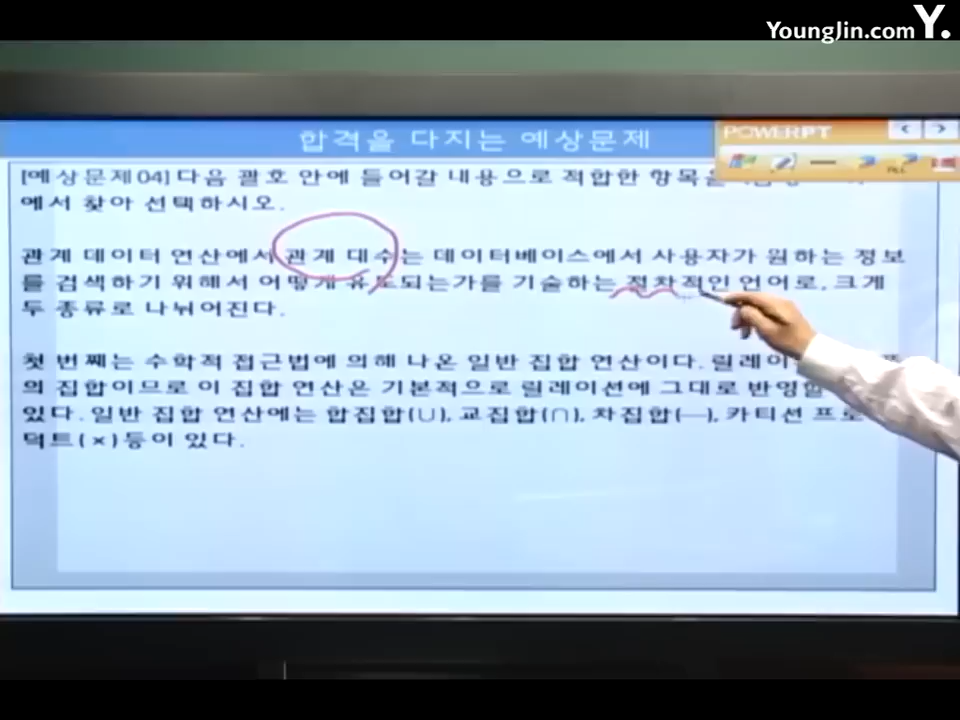 YoungJin.com Y.
합격을 다지는 예상문제
POWERPT
[예상문제 04] 다음 괄호 안에 들어갈 내용으로 적합한 항목을
에서 찾아 선택하시오.
관계 데이터 연산에서 관계 대수는 데이터베이스에서 사용자가 원하는 정보
를 검색하기 위해서 어떻게 유도되는가를 기술하는 절차적인 언어로, 크게
두 종류로 나뉘어진다.
첫 번째는 수학적 접근법에 의해 나온 일반 집합 연산이다.
의 집합이므로 이 집합 연산은 기본적으로 릴레이션에 그대로
있다. 일반 집합 연산에는 합집합(∪), 교집합(∩), 차집합(―), 카티션 프로
덕트(×)등이 있다.